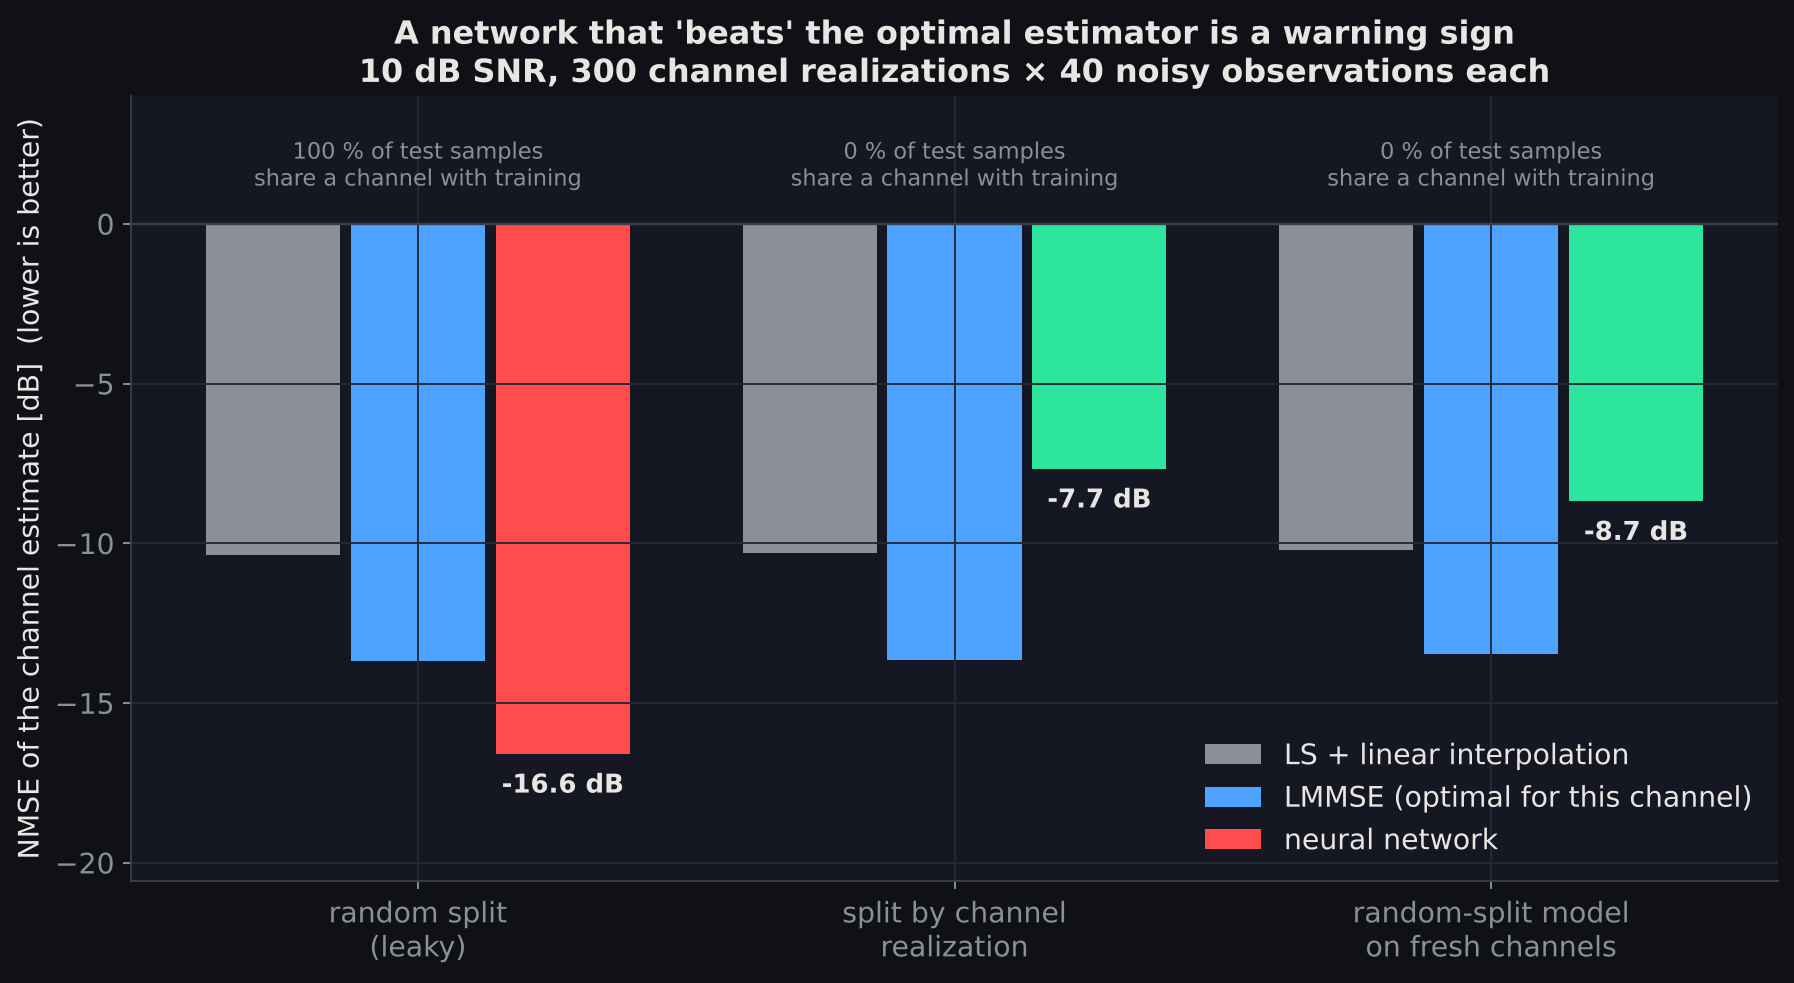 A network that 'beats' the optimal estimator is a warning sign
10 dB SNR, 300 channel realizations × 40 noisy observations each
NMSE of the channel estimate [dB]  (lower is better)
100 % of test samples
share a channel with training
0 % of test samples
share a channel with training
0 % of test samples
share a channel with training
0
−5
−10
−15
−20
-16.6 dB
-7.7 dB
-8.7 dB
LS + linear interpolation
LMMSE (optimal for this channel)
neural network
random split
(leaky)
split by channel
realization
random-split model
on fresh channels